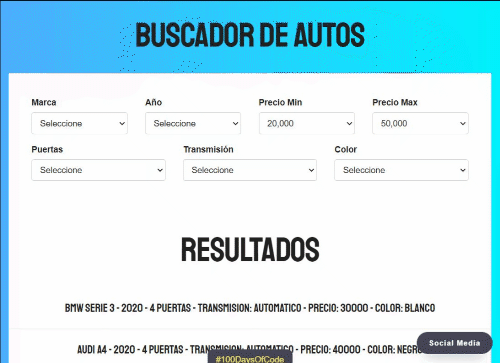 BUSCADOR DE AUTOS
Marca Año Precio Min Precio Max
Seleccione Seleccione 20,000 50,000
Puertas Transmisión Color
Seleccione Seleccione Seleccione
RESULTADOS
BMW SERIE 3 - 2020 - 4 PUERTAS - TRANSMISION: AUTOMATICO - PRECIO: 30000 - COLOR: BLANCO
AUDI A4 - 2020 - 4 PUERTAS - TRANSMISION: AUTOMATICO - PRECIO: 40000 - COLOR: NEGRO
Social Media
#100DaysOfCode